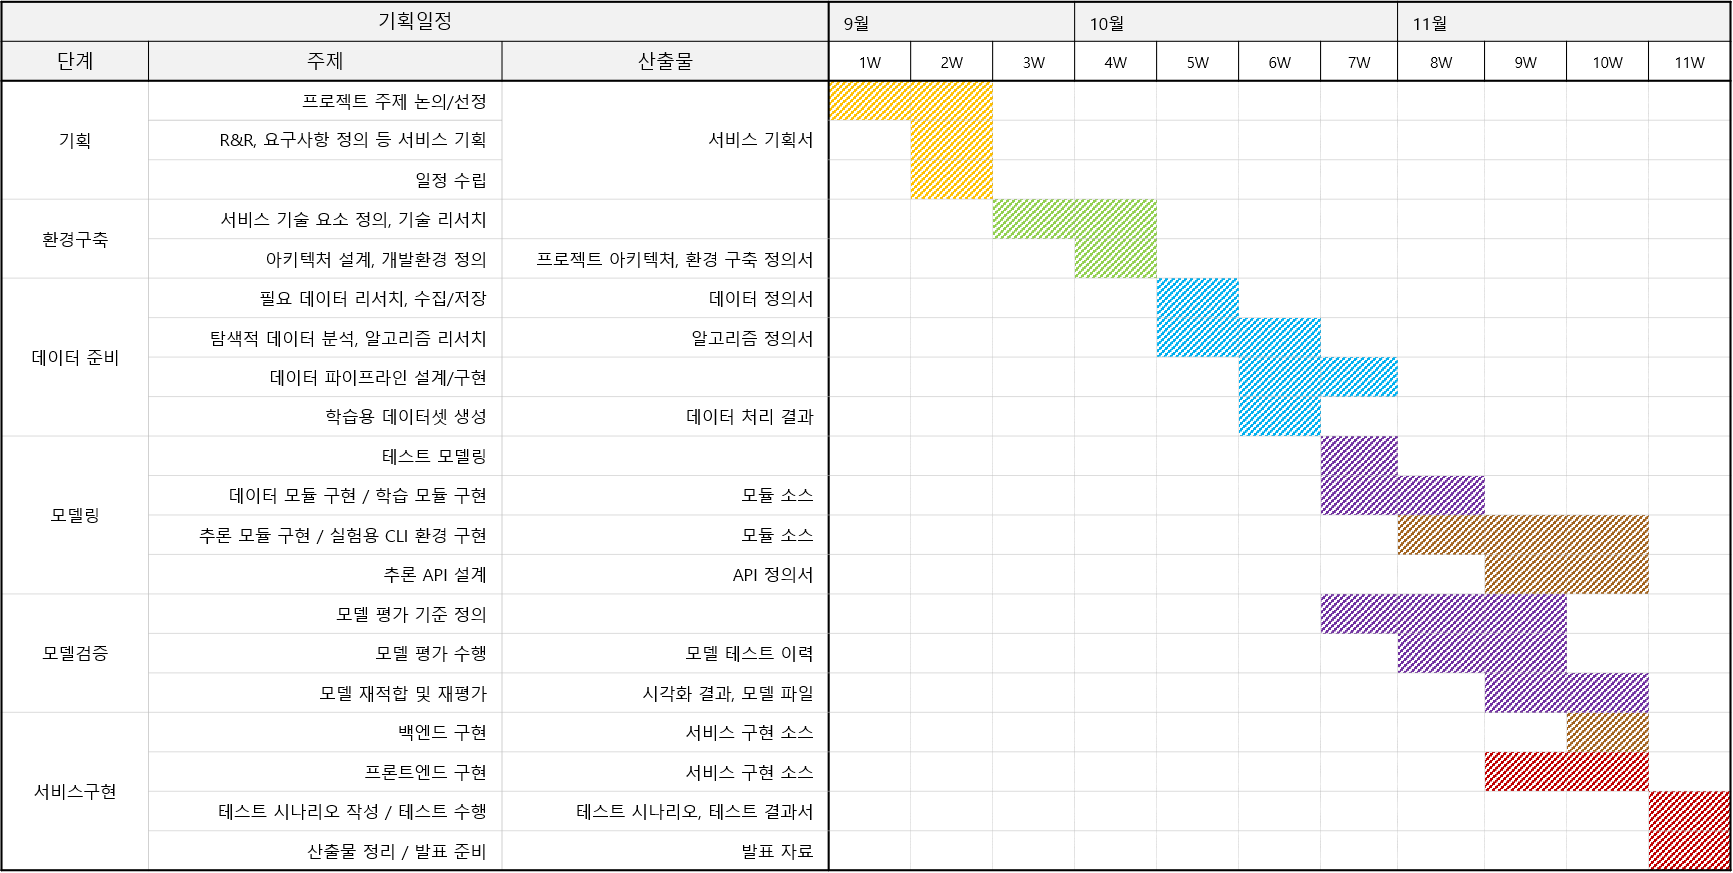 기획일정 9월 10월 11월
단계 주제 산출물 1W 2W 3W 4W 5W 6W 7W 8W 9W 10W 11W
기획
프로젝트 주제 논의/선정
R&R, 요구사항 정의 등 서비스 기획 서비스 기획서
일정 수립
환경구축
서비스 기술 요소 정의, 기술 리서치
아키텍처 설계, 개발환경 정의 프로젝트 아키텍처, 환경 구축 정의서
데이터 준비
필요 데이터 리서치, 수집/저장 데이터 정의서
탐색적 데이터 분석, 알고리즘 리서치 알고리즘 정의서
데이터 파이프라인 설계/구현
학습용 데이터셋 생성 데이터 처리 결과
모델링
테스트 모델링
데이터 모듈 구현 / 학습 모듈 구현 모듈 소스
추론 모듈 구현 / 실험용 CLI 환경 구현 모듈 소스
추론 API 설계 API 정의서
모델검증
모델 평가 기준 정의
모델 평가 수행 모델 테스트 이력
모델 재적합 및 재평가 시각화 결과, 모델 파일
서비스구현
백엔드 구현 서비스 구현 소스
프론트엔드 구현 서비스 구현 소스
테스트 시나리오 작성 / 테스트 수행 테스트 시나리오, 테스트 결과서
산출물 정리 / 발표 준비 발표 자료